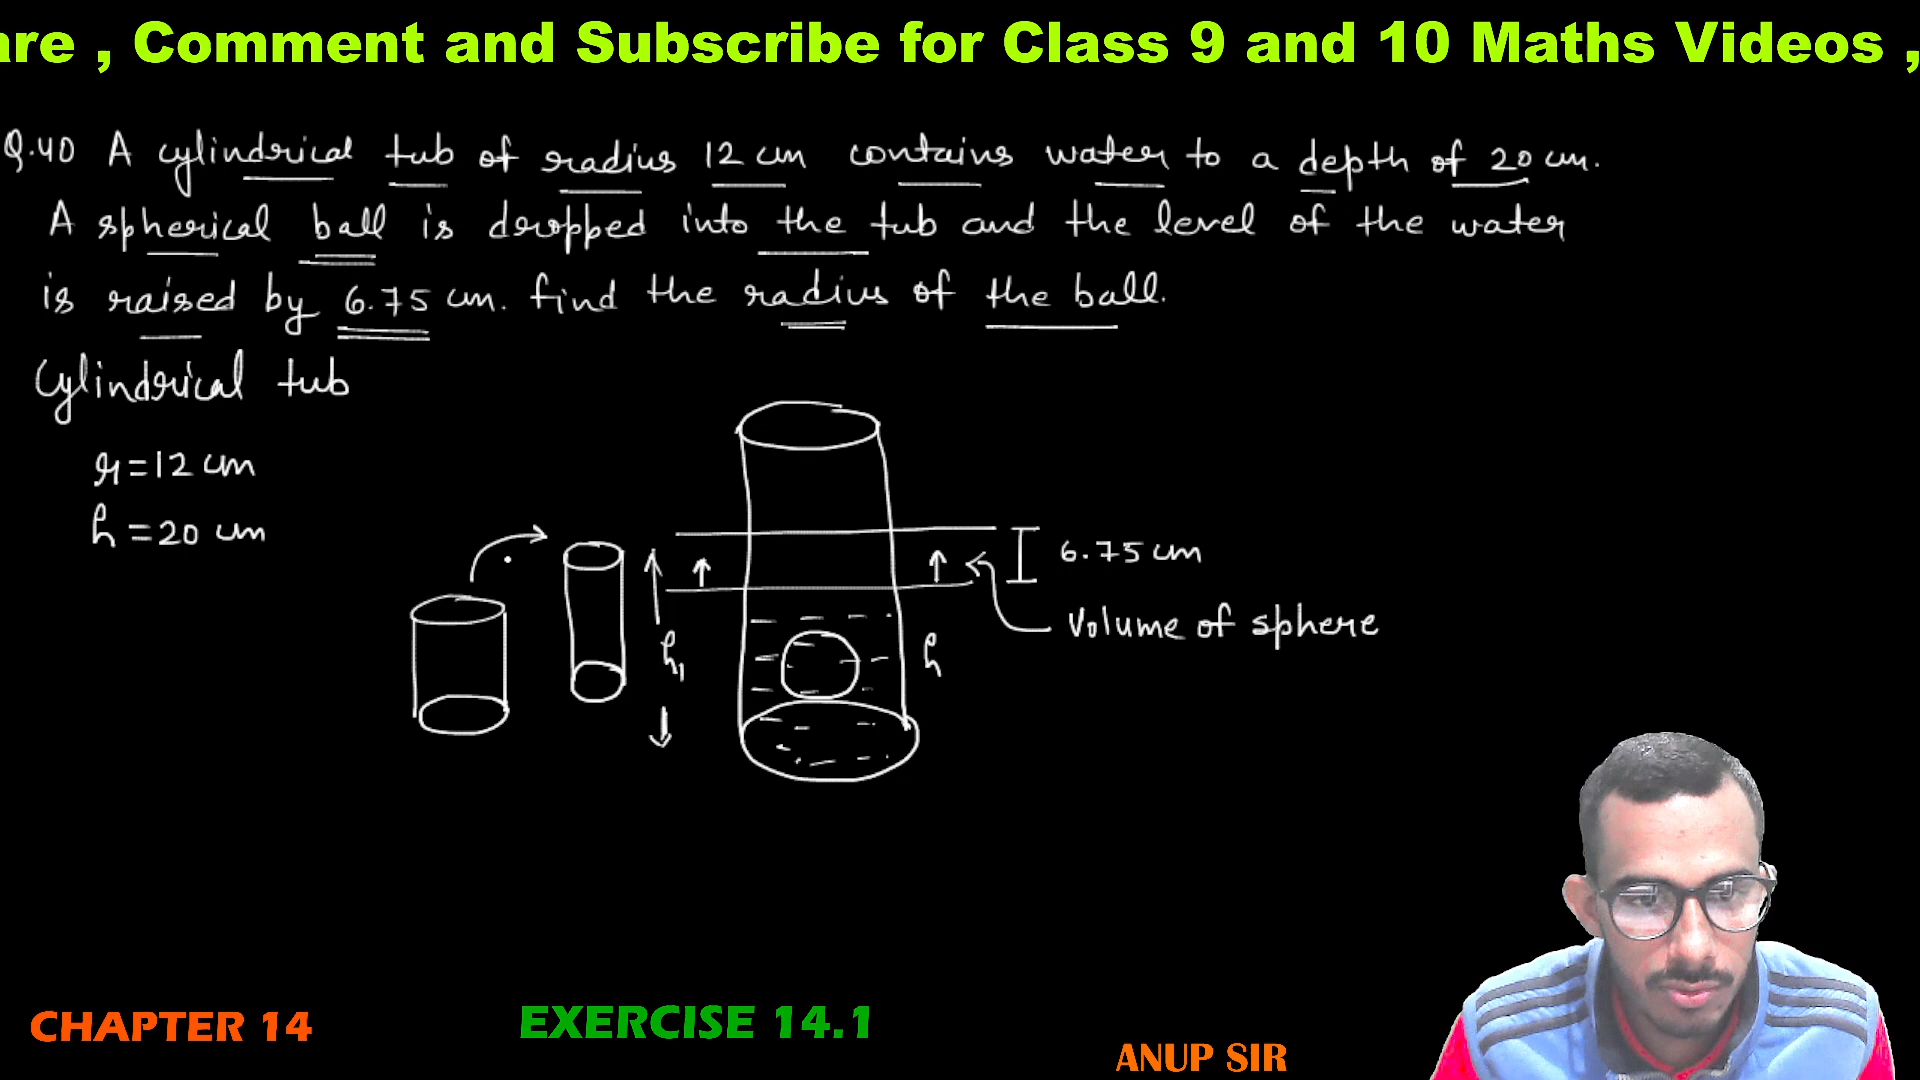 are , Comment and Subscribe for Class 9 and 10 Maths Videos ,
Q.40 A cylindrical tub of radius 12 cm contains water to a depth of 20 cm.
A spherical ball is dropped into the tub and the level of the water
is raised by 6.75 cm. find the radius of the ball.
Cylindrical tub
r=12 cm
h=20 cm
6.75 cm
Volume of sphere
h₁
h
CHAPTER 14
EXERCISE 14.1
ANUP SIR